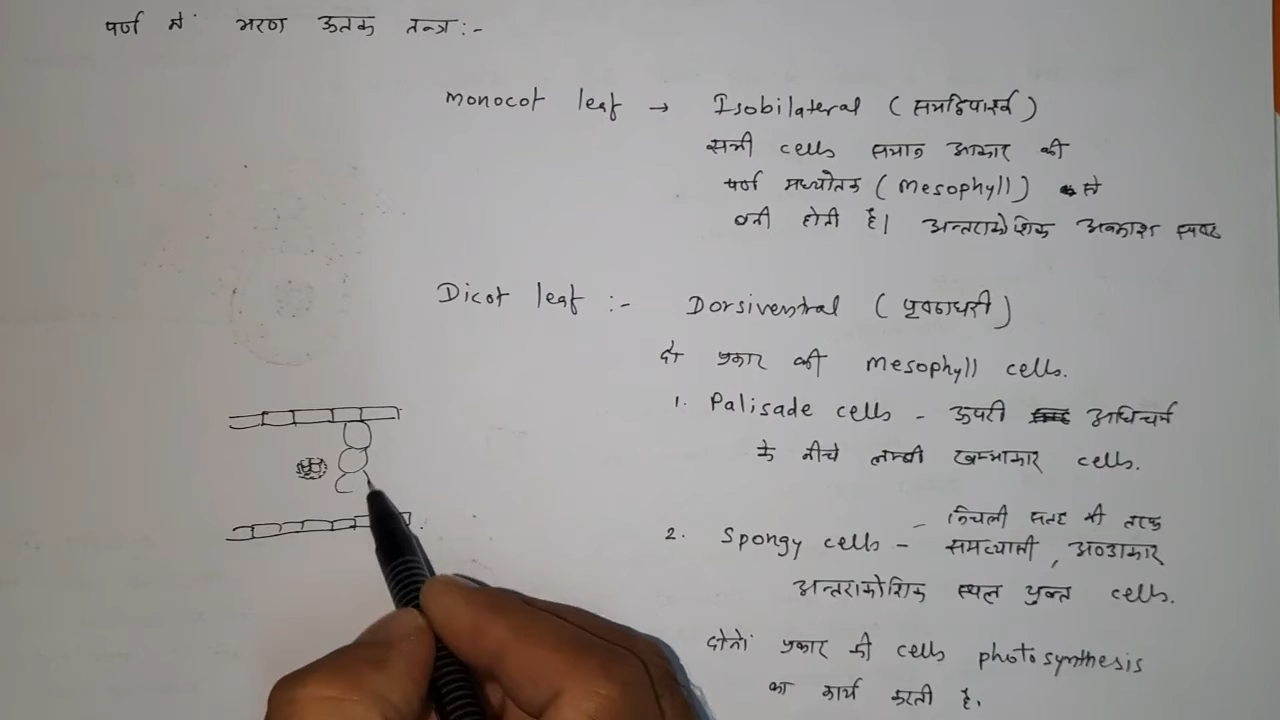 पर्ण में भरण ऊतक तन्त्र :-
monocot leaf → Isobilateral (समद्विपार्श्व)
सभी cells समान आकार की
पर्ण मध्योतक (Mesophyll) से
बनी होती है। अन्तराकोशिक अवकाश स्पष्ट
Dicot leaf :- Dorsiventral (पृष्ठाधरी)
दो प्रकार की Mesophyll cells.
1. Palisade cells - ऊपरी अधिचर्म
के नीचे लम्बी खम्भाकार cells.
2. Spongy cells - निचली सतह की तरफ
समव्यासी, अण्डाकार
अन्तराकोशिक स्थल युक्त cells.
दोनों प्रकार की cells photosynthesis
का कार्य करती है.